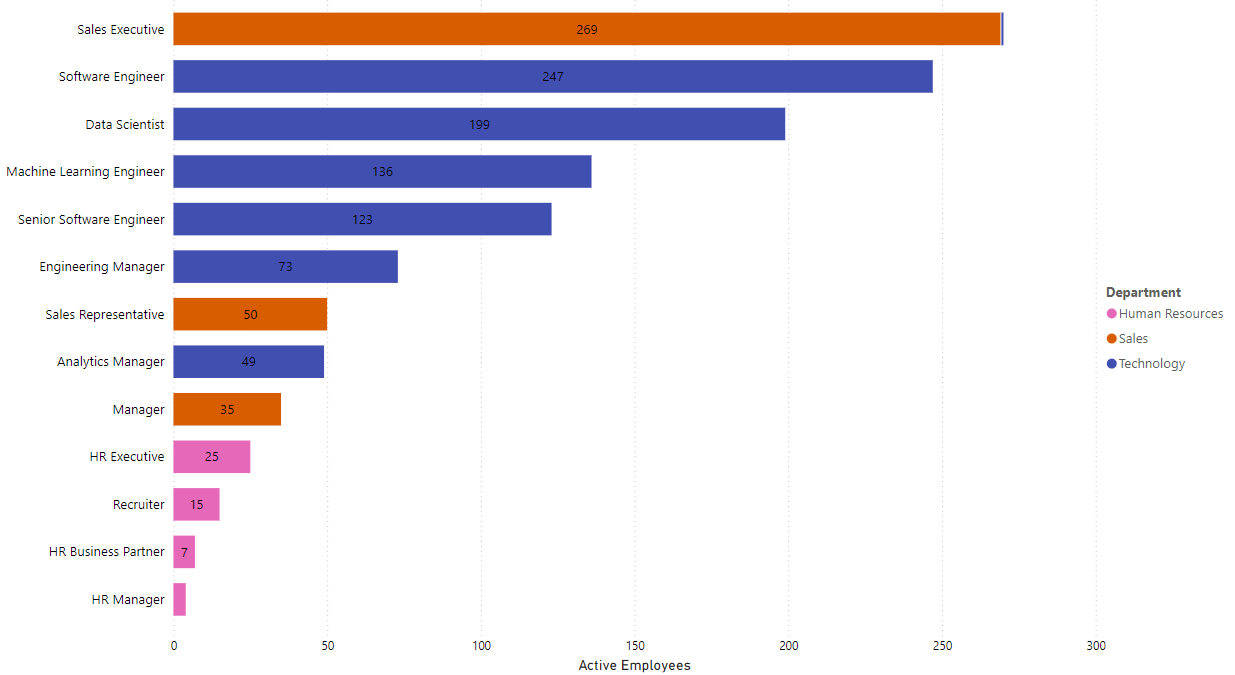 Sales Executive 269
Software Engineer 247
Data Scientist 199
Machine Learning Engineer 136
Senior Software Engineer 123
Engineering Manager 73
Sales Representative 50
Analytics Manager 49
Manager 35
HR Executive 25
Recruiter 15
HR Business Partner 7
HR Manager
0 50 100 150 200 250 300
Active Employees
Department
Human Resources
Sales
Technology